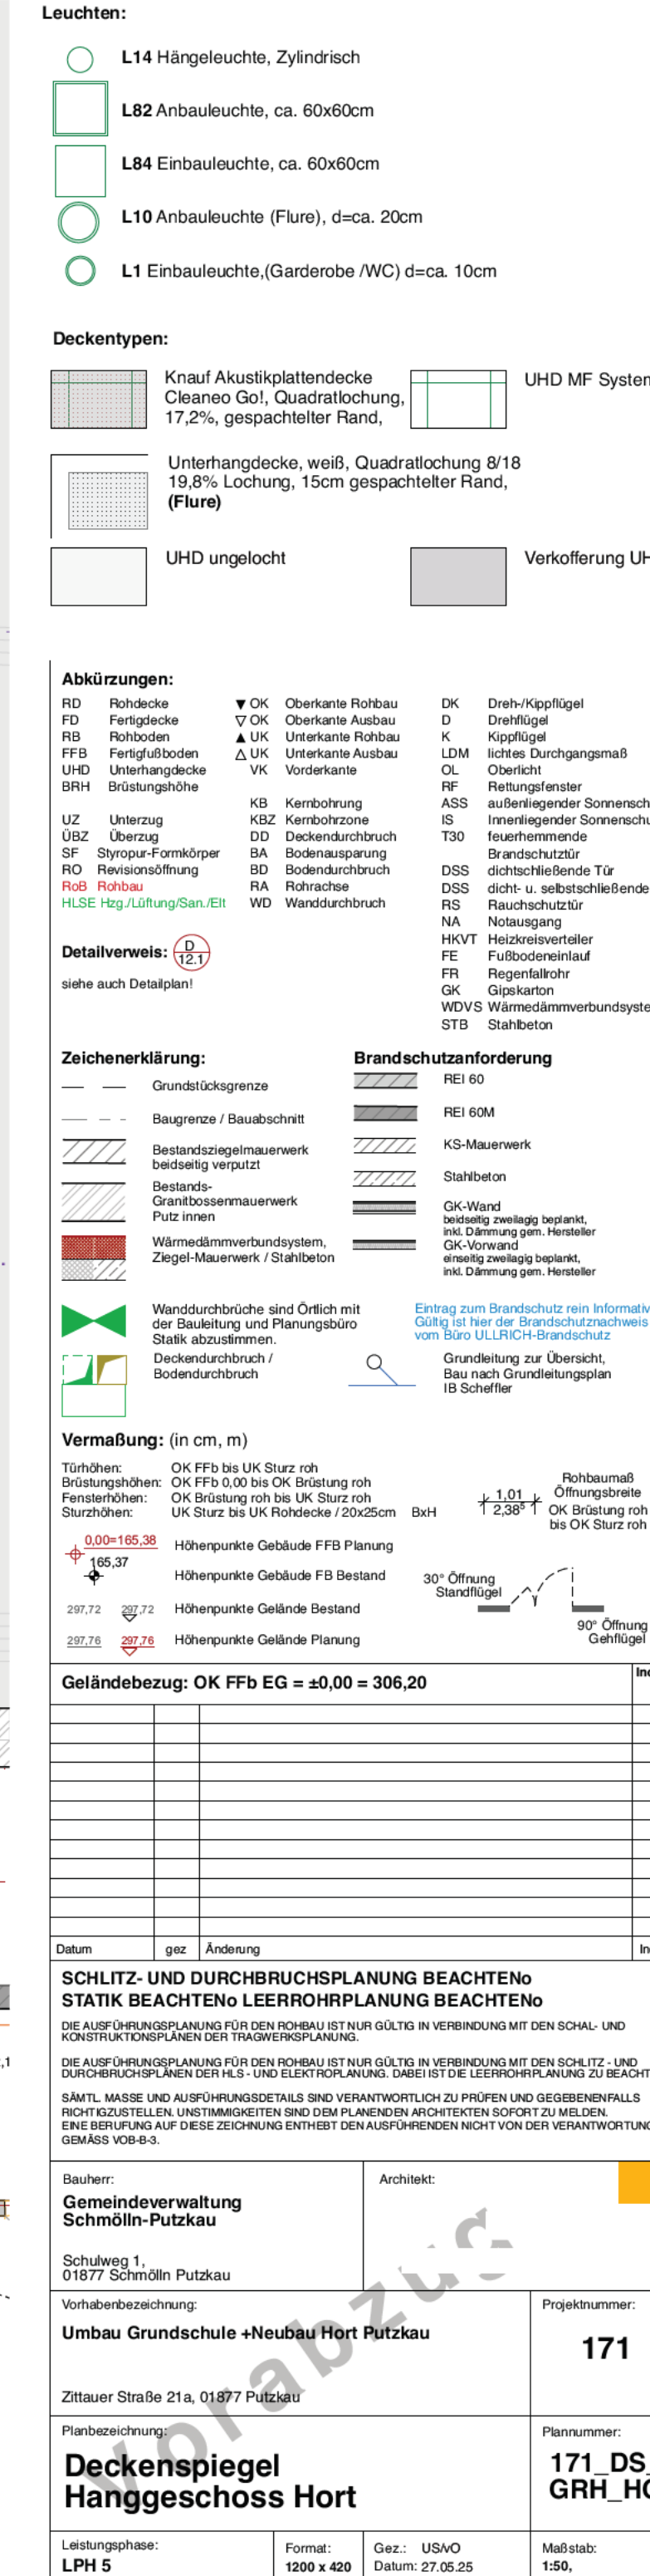 Leuchten:
L14 Hängeleuchte, Zylindrisch
L82 Anbauleuchte, ca. 60x60cm
L84 Einbauleuchte, ca. 60x60cm
L10 Anbauleuchte (Flure), d=ca. 20cm
L1 Einbauleuchte,(Garderobe /WC) d=ca. 10cm
Deckentypen:
Knauf Akustikplattendecke
Cleaneo Go!, Quadratlochung,
17,2%, gespachtelter Rand,
UHD MF System
Unterhangdecke, weiß, Quadratlochung 8/18
19,8% Lochung, 15cm gespachtelter Rand,
(Flure)
UHD ungelocht
Verkofferung UH
Abkürzungen:
RD Rohdecke
FD Fertigdecke
RB Rohboden
FFB Fertigfußboden
UHD Unterhangdecke
BRH Brüstungshöhe
UZ Unterzug
ÜBZ Überzug
SF Styropur-Formkörper
RO Revisionsöffnung
RoB Rohbau
HLSE Hzg./Lüftung/San./Elt
▼ OK Oberkante Rohbau
▽ OK Oberkante Ausbau
▲ UK Unterkante Rohbau
△ UK Unterkante Ausbau
VK Vorderkante
KB Kernbohrung
KBZ Kernbohrzone
DD Deckendurchbruch
BA Bodenausparung
BD Bodendurchbruch
RA Rohrachse
WD Wanddurchbruch
DK Dreh-/Kippflügel
D Drehflügel
K Kippflügel
LDM lichtes Durchgangsmaß
OL Oberlicht
RF Rettungsfenster
ASS außenliegender Sonnensch
IS Innenliegender Sonnenschu
T30 feuerhemmende
Brandschutztür
DSS dichtschließende Tür
DSS dicht- u. selbstschließende
RS Rauchschutztür
NA Notausgang
HKVT Heizkreisverteiler
FE Fußbodeneinlauf
FR Regenfallrohr
GK Gipskarton
WDVS Wärmedämmverbundsyste
STB Stahlbeton
Detailverweis: D
12.1
siehe auch Detailplan!
Zeichenerklärung:
Grundstücksgrenze
Baugrenze / Bauabschnitt
Bestandsziegelmauerwerk
beidseitig verputzt
Bestands-
Granitbossenmauerwerk
Putz innen
Wärmedämmverbundsystem,
Ziegel-Mauerwerk / Stahlbeton
Wanddurchbrüche sind Örtlich mit
der Bauleitung und Planungsbüro
Statik abzustimmen.
Deckendurchbruch /
Bodendurchbruch
Brandschutzanforderung
REI 60
REI 60M
KS-Mauerwerk
Stahlbeton
GK-Wand
beidseitig zweilagig beplankt,
inkl. Dämmung gem. Hersteller
GK-Vorwand
einseitig zweilagig beplankt,
inkl. Dämmung gem. Hersteller
Eintrag zum Brandschutz rein Informativ
Gültig ist hier der Brandschutznachweis
vom Büro ULLRICH-Brandschutz
Grundleitung zur Übersicht,
Bau nach Grundleitungsplan
IB Scheffler
Vermaßung: (in cm, m)
Türhöhen: OK FFb bis UK Sturz roh
Brüstungshöhen: OK FFb 0,00 bis OK Brüstung roh
Fensterhöhen: OK Brüstung roh bis UK Sturz roh
Sturzhöhen: UK Sturz bis UK Rohdecke / 20x25cm BxH
1,01
2,38⁵
Rohbaumaß
Öffnungsbreite
OK Brüstung roh
bis OK Sturz roh
0,00=165,38 Höhenpunkte Gebäude FFB Planung
165,37
Höhenpunkte Gebäude FB Bestand
297,72 297,72 Höhenpunkte Gelände Bestand
297,76 297,76 Höhenpunkte Gelände Planung
30° Öffnung
Standflügel
90° Öffnung
Gehflügel
Geländebezug: OK FFb EG = ±0,00 = 306,20
Datum gez Änderung
SCHLITZ- UND DURCHBRUCHSPLANUNG BEACHTENo
STATIK BEACHTENo LEERROHRPLANUNG BEACHTENo
DIE AUSFÜHRUNGSPLANUNG FÜR DEN ROHBAU IST NUR GÜLTIG IN VERBINDUNG MIT DEN SCHAL- UND
KONSTRUKTIONSPLÄNEN DER TRAGWERKSPLANUNG.
DIE AUSFÜHRUNGSPLANUNG FÜR DEN ROHBAU IST NUR GÜLTIG IN VERBINDUNG MIT DEN SCHLITZ - UND
DURCHBRUCHSPLÄNEN DER HLS - UND ELEKTROPLANUNG. DABEI IST DIE LEERROHRPLANUNG ZU BEACHT
SÄMTL. MASSE UND AUSFÜHRUNGSDETAILS SIND VERANTWORTLICH ZU PRÜFEN UND GEGEBENENFALLS
RICHTIGZUSTELLEN. UNSTIMMIGKEITEN SIND DEM PLANENDEN ARCHITEKTEN SOFORT ZU MELDEN.
EINE BERUFUNG AUF DIESE ZEICHNUNG ENTHEBT DEN AUSFÜHRENDEN NICHT VON DER VERANTWORTUNG
GEMÄSS VOB-B-3.
Bauherr:
Gemeindeverwaltung
Schmölln-Putzkau
Schulweg 1,
01877 Schmölln Putzkau
Architekt:
Vorabzug
Vorhabenbezeichnung:
Umbau Grundschule +Neubau Hort Putzkau
Zittauer Straße 21a, 01877 Putzkau
Projektnummer:
171
Planbezeichnung:
Deckenspiegel
Hanggeschoss Hort
Plannummer:
171_DS_
GRH_HG
Leistungsphase:
LPH 5
Format:
1200 x 420
Gez.: US/vO
Datum: 27.05.25
Maßstab:
1:50,